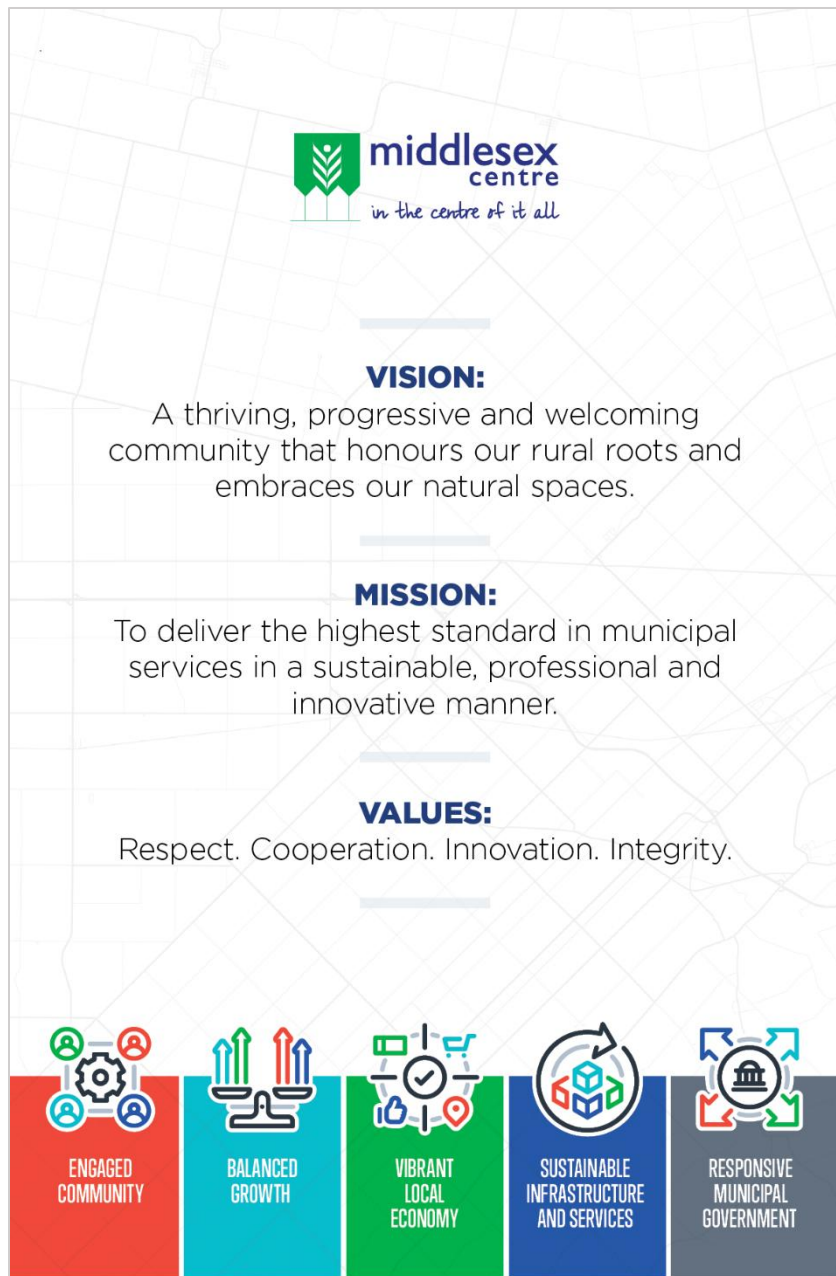 middlesex
centre
in the centre of it all
VISION:
A thriving, progressive and welcoming
community that honours our rural roots and
embraces our natural spaces.
MISSION:
To deliver the highest standard in municipal
services in a sustainable, professional and
innovative manner.
VALUES:
Respect. Cooperation. Innovation. Integrity.
ENGAGED
COMMUNITY
BALANCED
GROWTH
VIBRANT
LOCAL
ECONOMY
SUSTAINABLE
INFRASTRUCTURE
AND SERVICES
RESPONSIVE
MUNICIPAL
GOVERNMENT